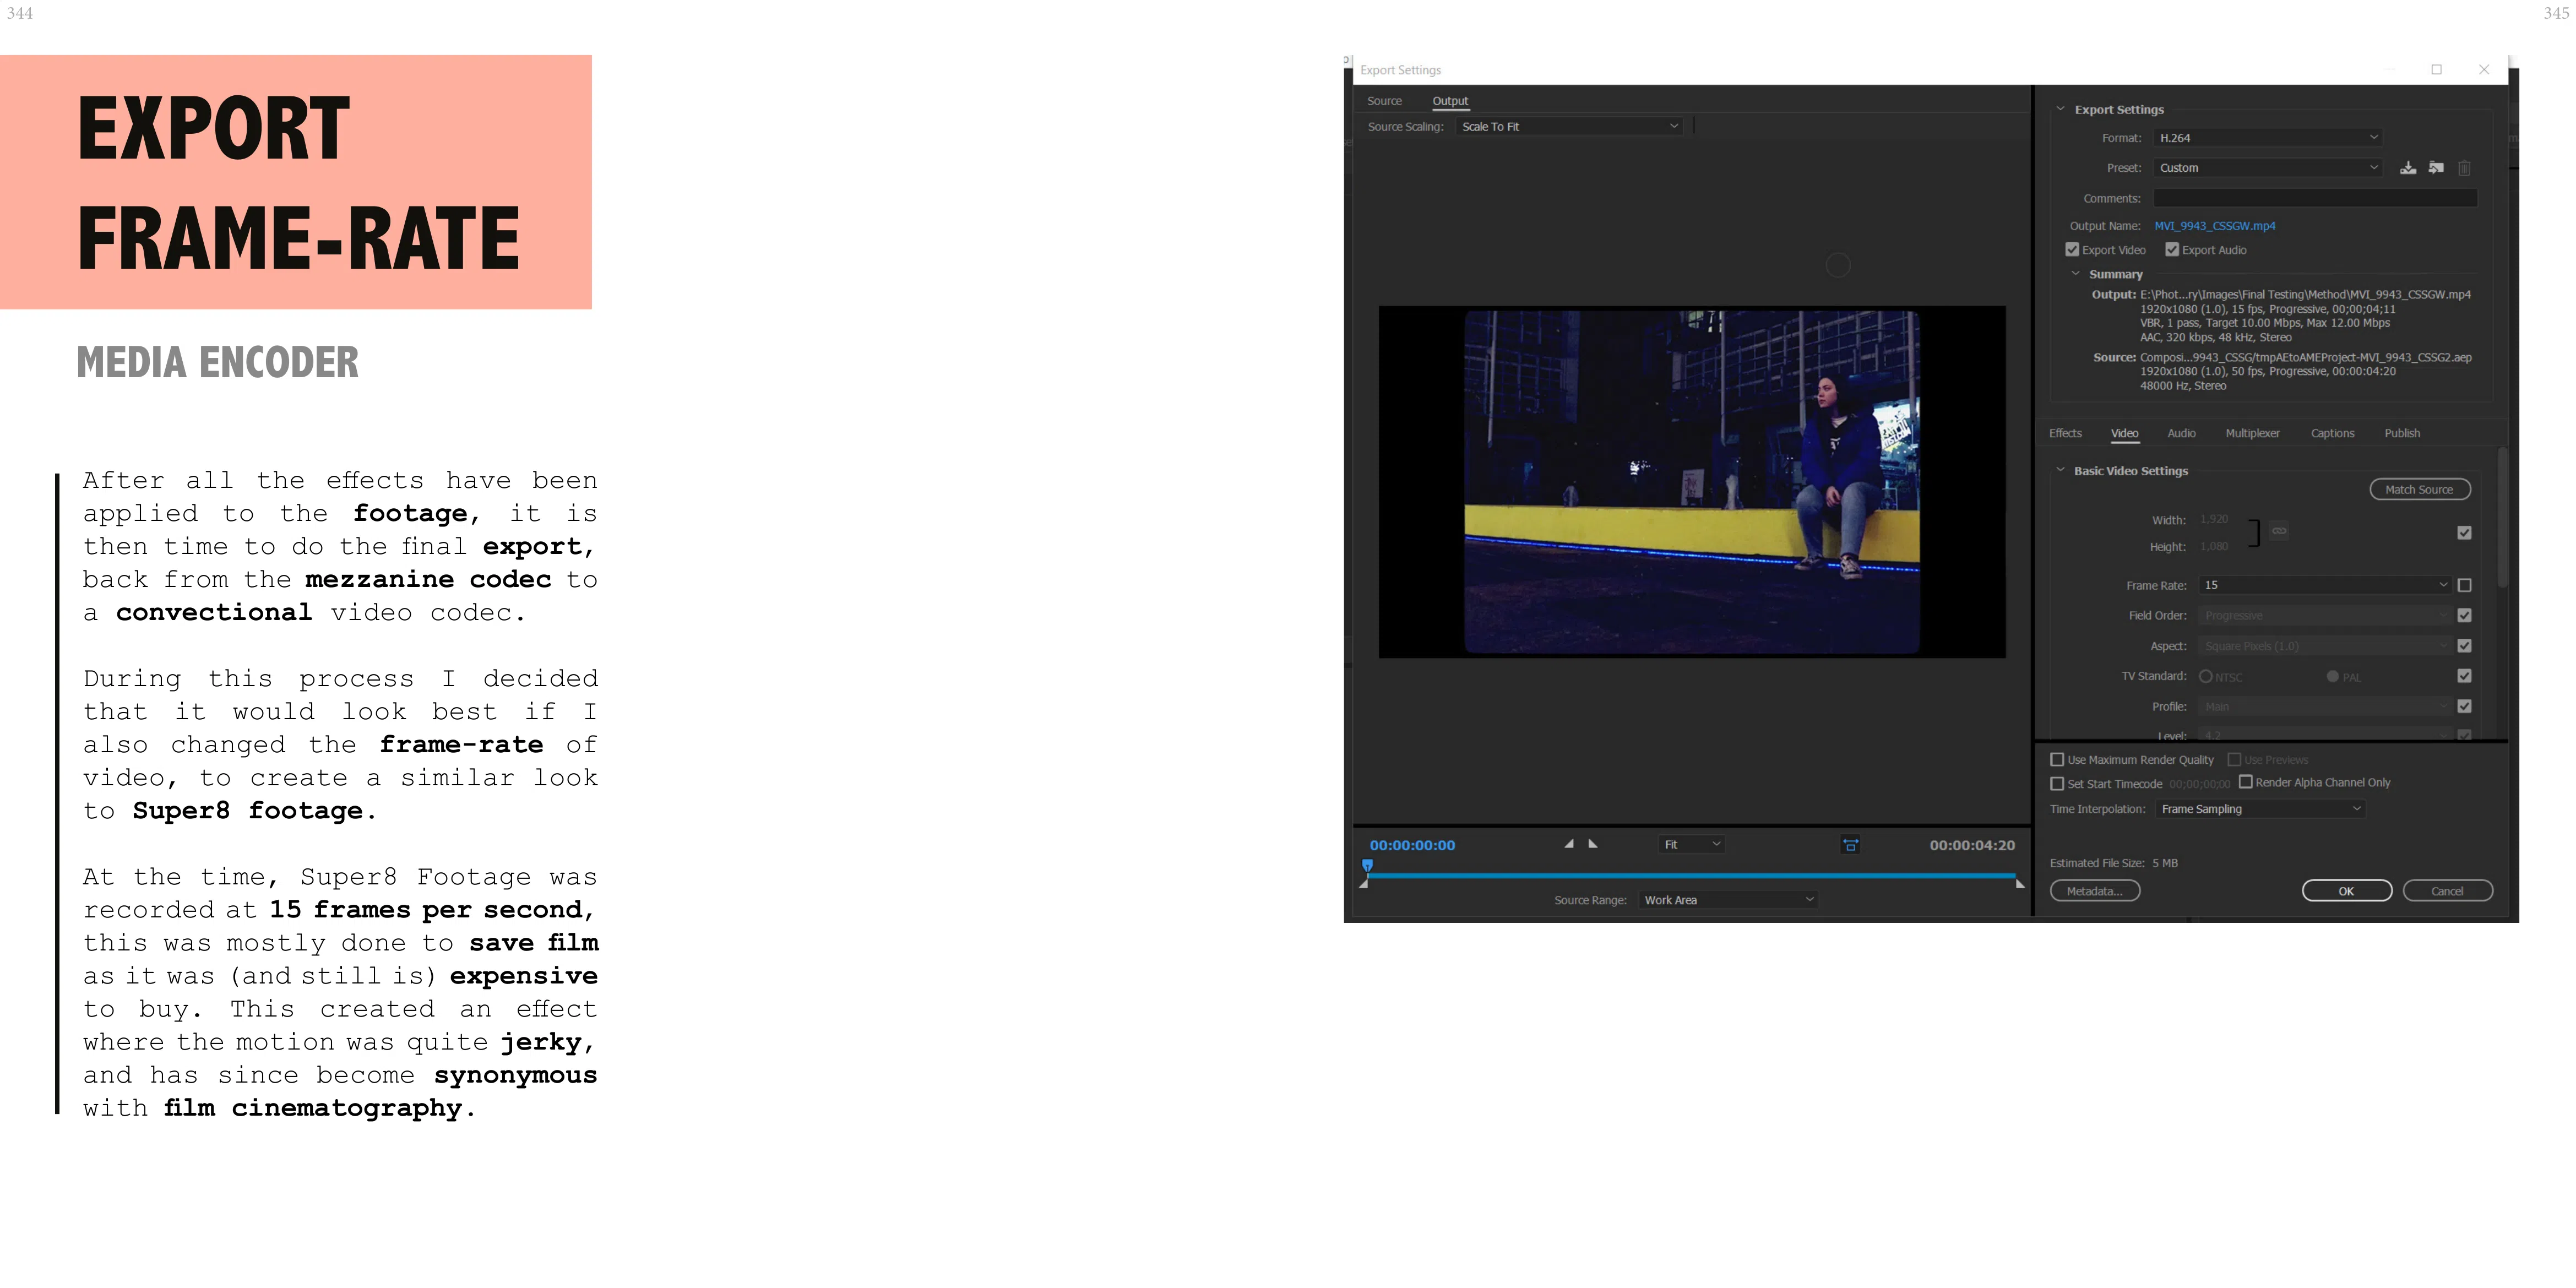 344
345
EXPORT
FRAME-RATE
MEDIA ENCODER
After all the effects have been
applied to the footage, it is
then time to do the final export,
back from the mezzanine codec to
a convectional video codec.
During this process I decided
that it would look best if I
also changed the frame-rate of
video, to create a similar look
to Super8 footage.
At the time, Super8 Footage was
recorded at 15 frames per second,
this was mostly done to save film
as it was (and still is) expensive
to buy. This created an effect
where the motion was quite jerky,
and has since become synonymous
with film cinematography.
Export Settings
Source Output
Source Scaling: Scale To Fit
00:00:00:00 Fit 00:00:04:20
Source Range: Work Area
Export Settings
Format: H.264
Preset: Custom
Comments:
Output Name: MVI_9943_CSSGW.mp4
Export Video Export Audio
Summary
Output: E:\Phot...ry\Images\Final Testing\Method\MVI_9943_CSSGW.mp4
1920x1080 (1.0), 15 fps, Progressive, 00;00;04;11
VBR, 1 pass, Target 10.00 Mbps, Max 12.00 Mbps
AAC, 320 kbps, 48 kHz, Stereo
Source: Composi...9943_CSSG/tmpAEtoAMEProject-MVI_9943_CSSG2.aep
1920x1080 (1.0), 50 fps, Progressive, 00:00:04:20
48000 Hz, Stereo
Effects Video Audio Multiplexer Captions Publish
Basic Video Settings
Match Source
Width: 1,920
Height: 1,080
Frame Rate: 15
Field Order: Progressive
Aspect: Square Pixels (1.0)
TV Standard: NTSC PAL
Profile: Main
Level: 4.2
Use Maximum Render Quality Use Previews
Set Start Timecode 00;00;00;00 Render Alpha Channel Only
Time Interpolation: Frame Sampling
Estimated File Size: 5 MB
Metadata... OK Cancel